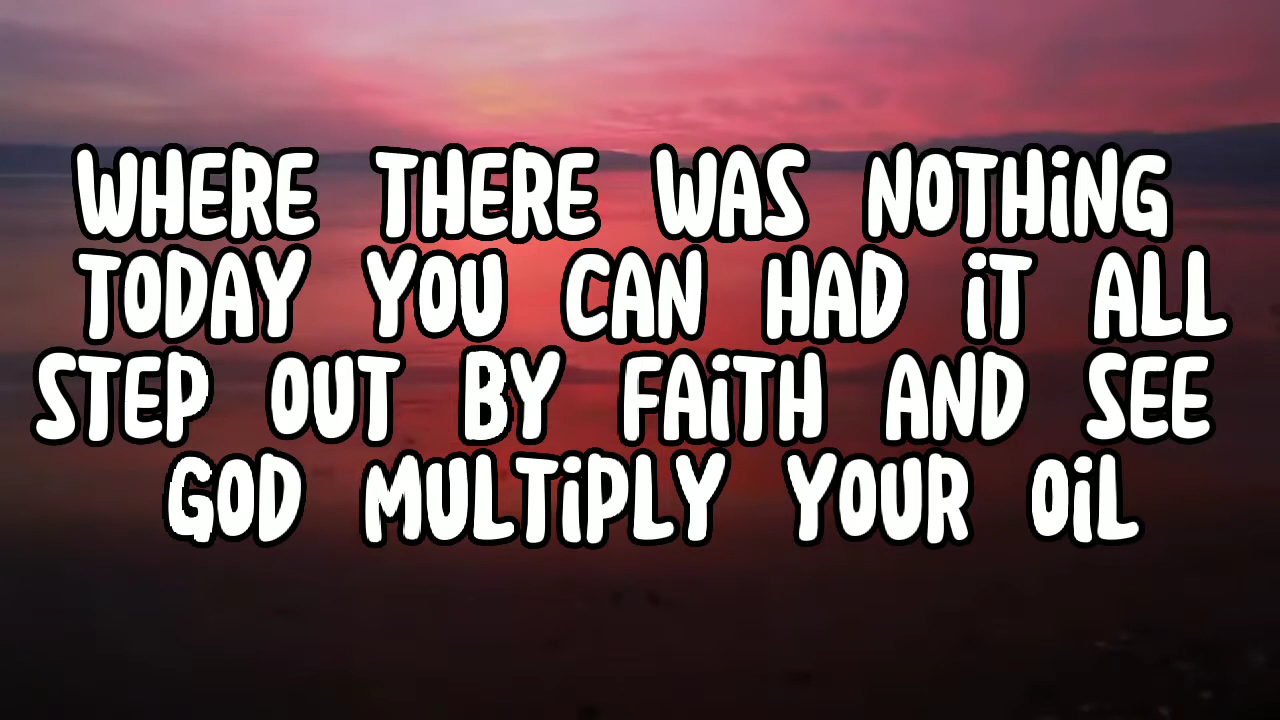 WHERE THERE WAS NOTHiNG
TODAY YOU CAN HAD iT ALL
STEP OUT BY FAiTH AND SEE
GOD MULTiPLY YOUR OiL